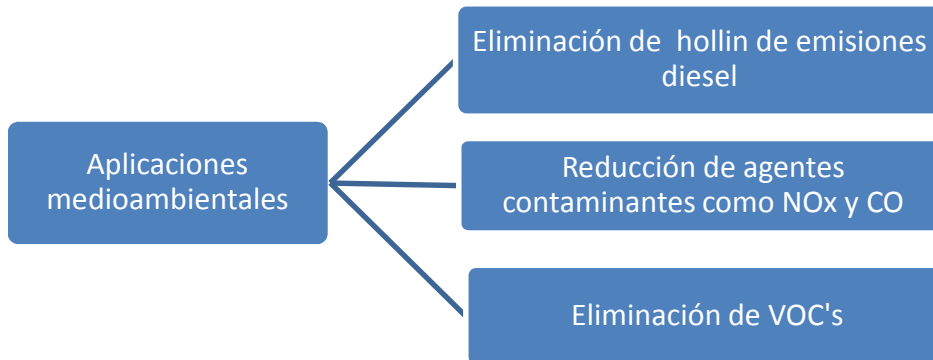 Aplicaciones
medioambientales
Eliminación de hollin de emisiones
diesel
Reducción de agentes
contaminantes como NOx y CO
Eliminación de VOC's